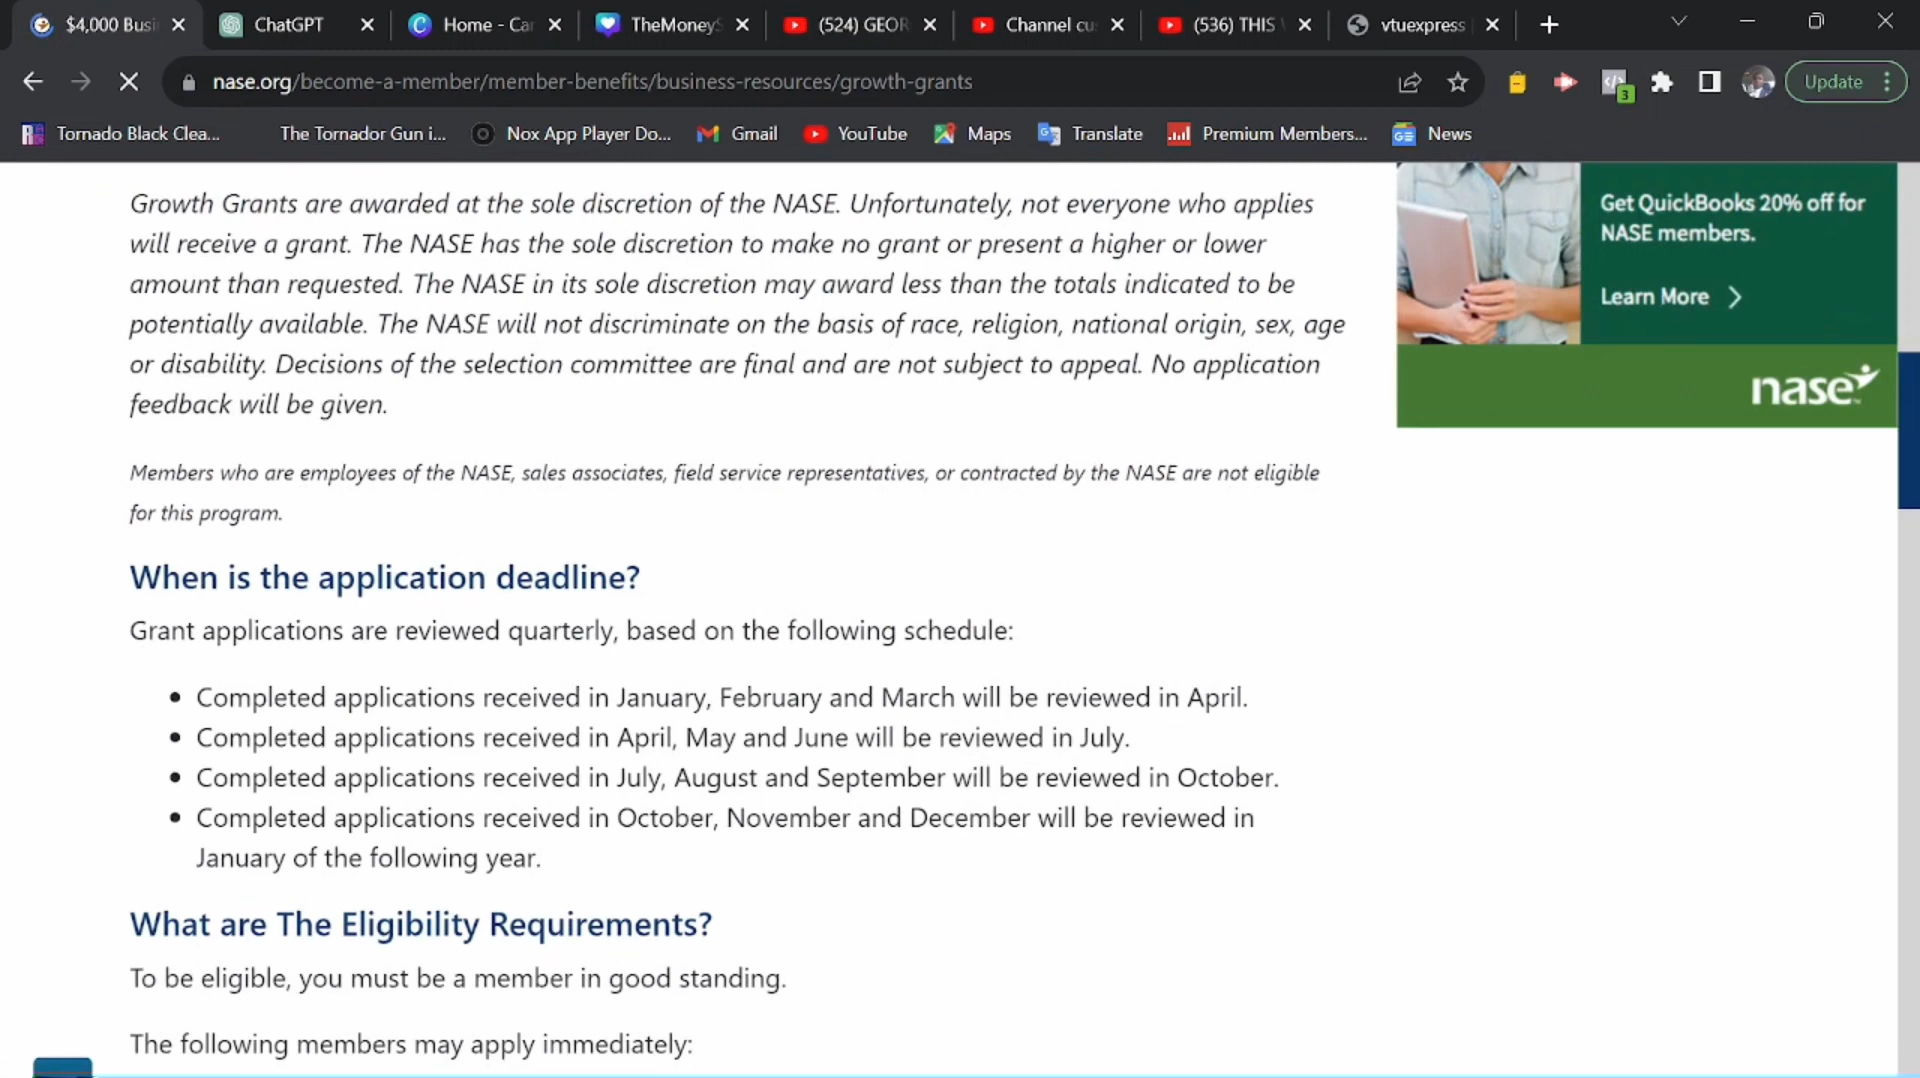 $4,000 Busi
ChatGPT
Home - Ca
TheMoneyS
(524) GEOR
Channel cu
(536) THIS
vtuexpress
nase.org/become-a-member/member-benefits/business-resources/growth-grants
3
Update
Tornado Black Clea...
The Tornador Gun i...
Nox App Player Do...
Gmail
YouTube
Maps
Translate
Premium Members...
News
Growth Grants are awarded at the sole discretion of the NASE. Unfortunately, not everyone who applies
will receive a grant. The NASE has the sole discretion to make no grant or present a higher or lower
amount than requested. The NASE in its sole discretion may award less than the totals indicated to be
potentially available. The NASE will not discriminate on the basis of race, religion, national origin, sex, age
or disability. Decisions of the selection committee are final and are not subject to appeal. No application
feedback will be given.
Get QuickBooks 20% off for
NASE members.
Learn More
nase
Members who are employees of the NASE, sales associates, field service representatives, or contracted by the NASE are not eligible
for this program.
When is the application deadline?
Grant applications are reviewed quarterly, based on the following schedule:
• Completed applications received in January, February and March will be reviewed in April.
• Completed applications received in April, May and June will be reviewed in July.
• Completed applications received in July, August and September will be reviewed in October.
• Completed applications received in October, November and December will be reviewed in
January of the following year.
What are The Eligibility Requirements?
To be eligible, you must be a member in good standing.
The following members may apply immediately: